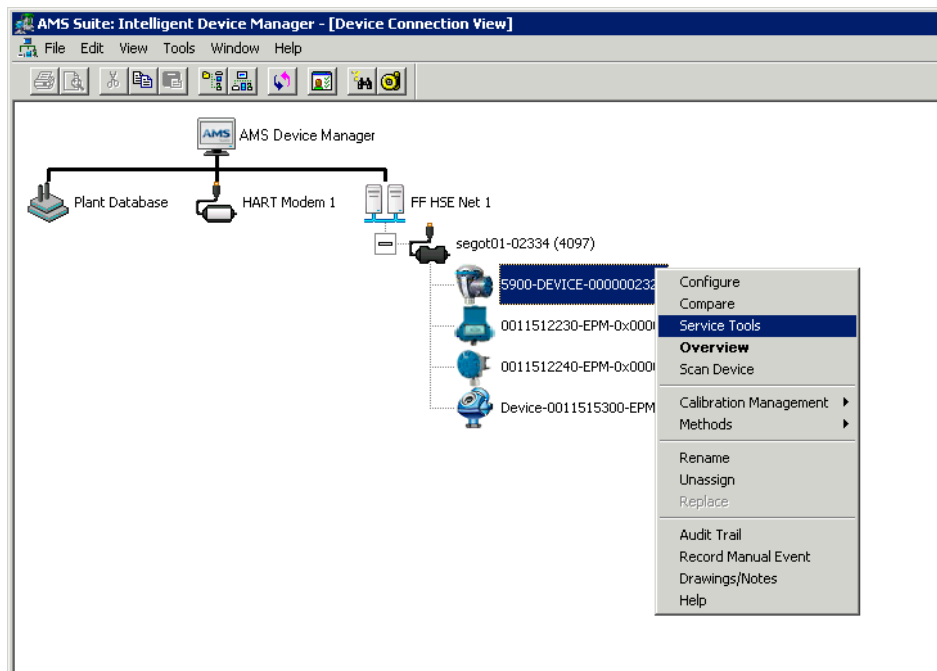 AMS Suite: Intelligent Device Manager - [Device Connection View]
File Edit View Tools Window Help
AMS AMS Device Manager
Plant Database HART Modem 1 FF HSE Net 1
segot01-02334 (4097)
5900-DEVICE-000000232
0011512230-EPM-0x000
0011512240-EPM-0x000
Device-0011515300-EPM
Configure
Compare
Service Tools
Overview
Scan Device
Calibration Management
Methods
Rename
Unassign
Replace
Audit Trail
Record Manual Event
Drawings/Notes
Help